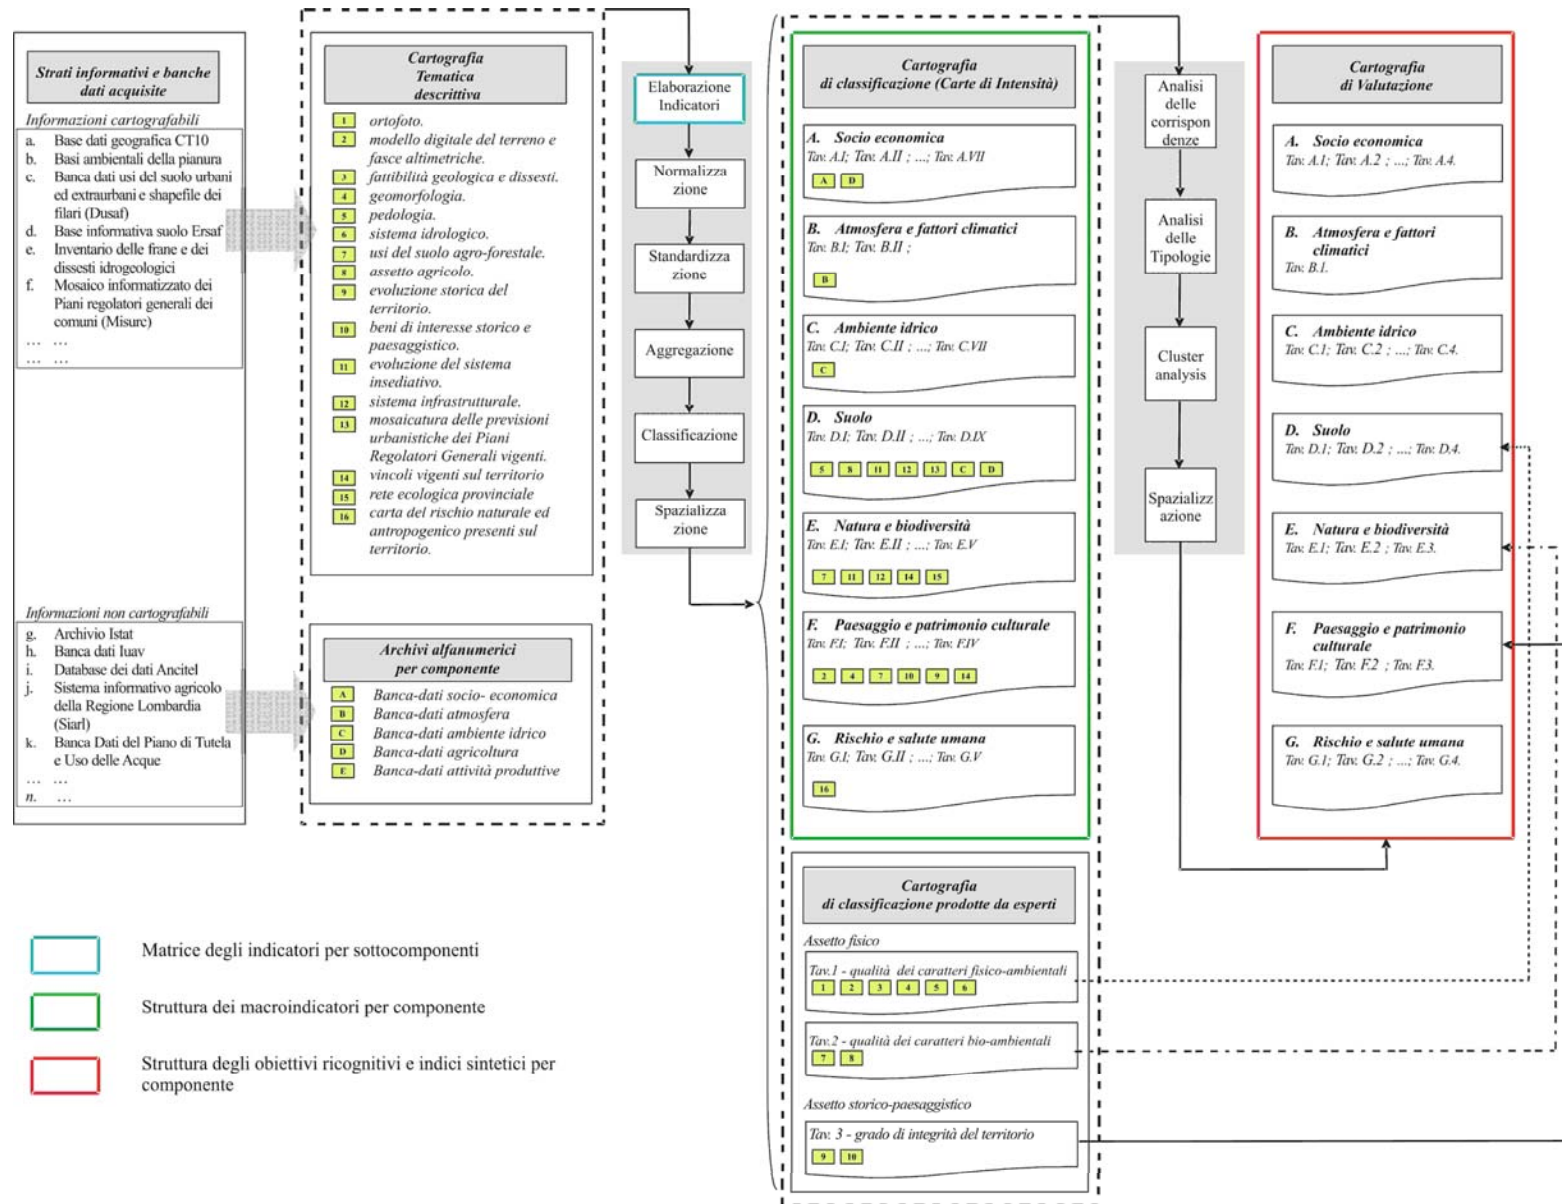 Strati informativi e banche
dati acquisite
Informazioni cartografabili
a. Base dati geografica CT10
b. Basi ambientali della pianura
c. Banca dati usi del suolo urbani
ed extraurbani e shapefile dei
filari (Dusaf)
d. Base informativa suolo Ersaf
e. Inventario delle frane e dei
dissesti idrogeologici
f. Mosaico informatizzato dei
Piani regolatori generali dei
comuni (Misurc)
... ...
... ...
Informazioni non cartografabili
g. Archivio Istat
h. Banca dati Iuav
i. Database dei dati Ancitel
j. Sistema informativo agricolo
della Regione Lombardia
(Siarl)
k. Banca Dati del Piano di Tutela
e Uso delle Acque
... ...
n. ...
Cartografia
Tematica
descrittiva
1 ortofoto.
2 modello digitale del terreno e
fasce altimetriche.
3 fattibilità geologica e dissesti.
4 geomorfologia.
5 pedologia.
6 sistema idrologico.
7 usi del suolo agro-forestale.
8 assetto agricolo.
9 evoluzione storica del
territorio.
10 beni di interesse storico e
paesaggistico.
11 evoluzione del sistema
insediativo.
12 sistema infrastrutturale.
13 mosaicatura delle previsioni
urbanistiche dei Piani
Regolatori Generali vigenti.
14 vincoli vigenti sul territorio
15 rete ecologica provinciale
16 carta del rischio naturale ed
antropogenico presenti sul
territorio.
Archivi alfanumerici
per componente
A Banca-dati socio- economica
B Banca-dati atmosfera
C Banca-dati ambiente idrico
D Banca-dati agricoltura
E Banca-dati attività produttive
Elaborazione
Indicatori
Normalizza
zione
Standardizza
zione
Aggregazione
Classificazione
Spazializza
zione
Cartografia
di classificazione (Carte di Intensità)
A. Socio economica
Tav. A.I; Tav. A.II ; ...; Tav. A.VII
A D
B. Atmosfera e fattori climatici
Tav. B.I; Tav. B.II ;
B
C. Ambiente idrico
Tav. C.I; Tav. C.II ; ...; Tav. C.VII
C
D. Suolo
Tav. D.I; Tav. D.II ; ...; Tav. D.IX
5 8 11 12 13 C D
E. Natura e biodiversità
Tav. E.I; Tav. E.II ; ...; Tav. E.V
7 11 12 14 15
F. Paesaggio e patrimonio culturale
Tav. F.I; Tav. F.II ; ...; Tav. F.IV
2 4 7 10 9 14
G. Rischio e salute umana
Tav. G.I; Tav. G.II ; ...; Tav. G.V
16
Cartografia
di classificazione prodotte da esperti
Assetto fisico
Tav.1 - qualità dei caratteri fisico-ambientali
1 2 3 4 5 6
Tav.2 - qualità dei caratteri bio-ambientali
7 8
Assetto storico-paesaggistico
Tav. 3 - grado di integrità del territorio
9 10
Analisi
delle
corrispon
denze
Analisi
delle
Tipologie
Cluster
analysis
Spazializz
azione
Cartografia
di Valutazione
A. Socio economica
Tav. A.1; Tav. A.2 ; ...; Tav. A.4.
B. Atmosfera e fattori
climatici
Tav. B.1.
C. Ambiente idrico
Tav. C.1; Tav. C.2 ; ...; Tav. C.4.
D. Suolo
Tav. D.1; Tav. D.2 ; ...; Tav. D.4.
E. Natura e biodiversità
Tav. E.1; Tav. E.2 ; Tav. E.3.
F. Paesaggio e patrimonio
culturale
Tav. F.1; Tav. F.2 ; Tav. F.3.
G. Rischio e salute umana
Tav. G.1; Tav. G.2 ; ...; Tav. G.4.
Matrice degli indicatori per sottocomponenti
Struttura dei macroindicatori per componente
Struttura degli obiettivi ricognitivi e indici sintetici per
componente